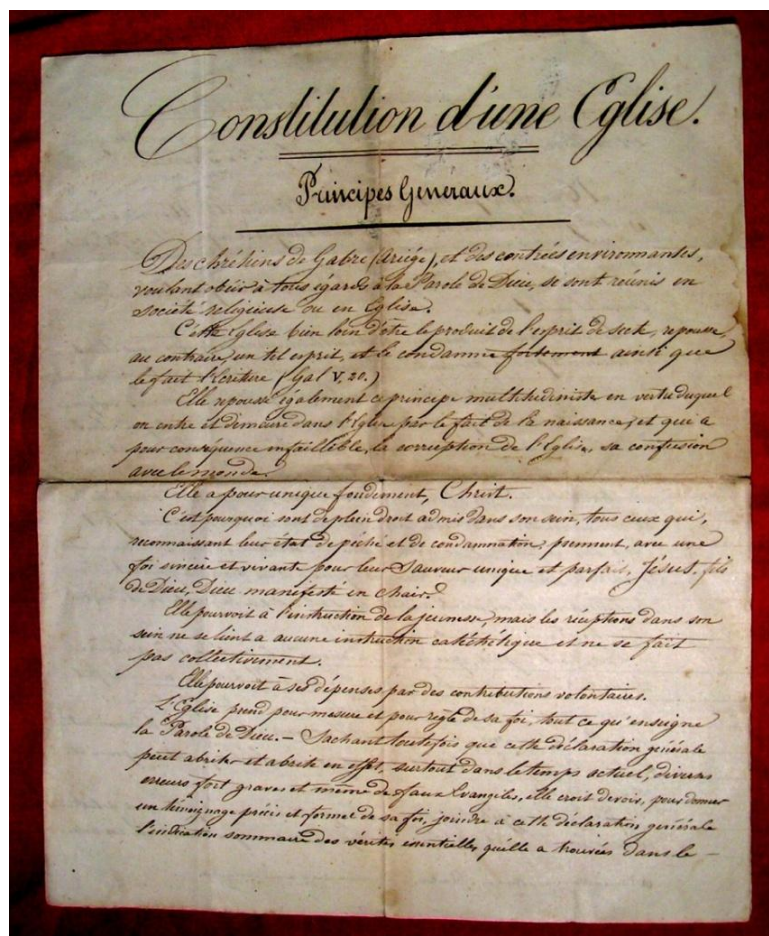 Constitution d'une Eglise.
Principes Generaux.
Des chrétiens de Gabre (Ariége), et des contrées environnantes,
voulant obéir à tous égards à la Parole de Dieu, se sont réunis en
société religieuse ou en Eglise.
Cette Eglise bien loin d'être le produit de l'esprit de secte, repousse,
au contraire, un tel esprit, et le condamne fortement ainsi que
le fait l'Ecriture (Gal V, 20.)
Elle repousse également ce principe multitudiniste en vertu duquel
on entre et demeure dans l'Eglise par le fait de la naissance, et qui a
pour conséquence infaillible, la corruption de l'Eglise, sa confusion
avec le monde.
Elle a pour unique fondement, Christ.
C'est pourquoi sont de plein droit admis dans son sein, tous ceux qui,
reconnaissant leur état de péché et de condamnation, prennent, avec une
foi sincère et vivante pour leur Sauveur unique et parfait, Jésus, fils
de Dieu, Dieu manifesté en chair.
Elle pourvoit à l'instruction de la jeunesse, mais les réceptions dans son
sein ne se lient a aucune instruction catéchétique et ne se fait
pas collectivement.
Elle pourvoit à ses dépenses, par des contributions volontaires.
L'Eglise prend pour mesure et pour règle de sa foi, tout ce qu'enseigne
la Parole de Dieu. — Sachant toutefois que cette déclaration générale
peut abriter et abrite en effet, surtout dans le temps actuel, diverses
erreurs fort graves et même de faux Evangiles, elle croit devoir, pour donner
un témoignage précis et formel de sa foi, joindre à cette déclaration générale
l'indication sommaire des vérités essentielles, qu'elle a trouvées dans le —